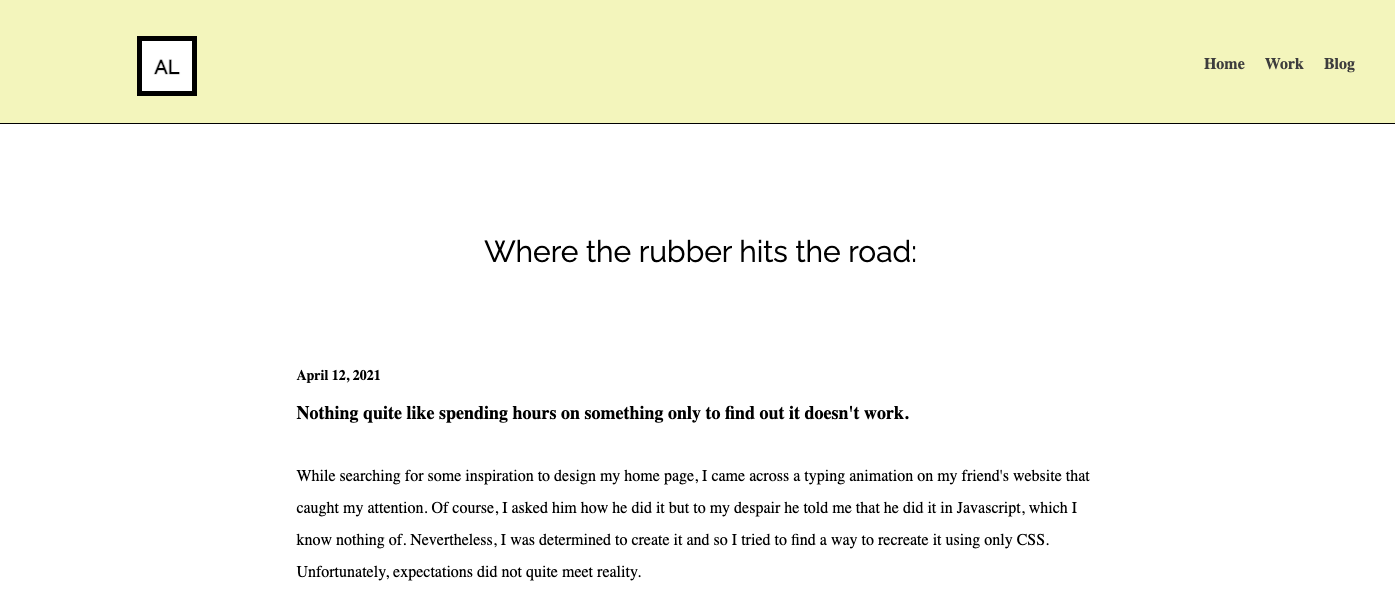 AL
Home Work Blog
Where the rubber hits the road:
April 12, 2021
Nothing quite like spending hours on something only to find out it doesn't work.
While searching for some inspiration to design my home page, I came across a typing animation on my friend's website that
caught my attention. Of course, I asked him how he did it but to my despair he told me that he did it in Javascript, which I
know nothing of. Nevertheless, I was determined to create it and so I tried to find a way to recreate it using only CSS.
Unfortunately, expectations did not quite meet reality.